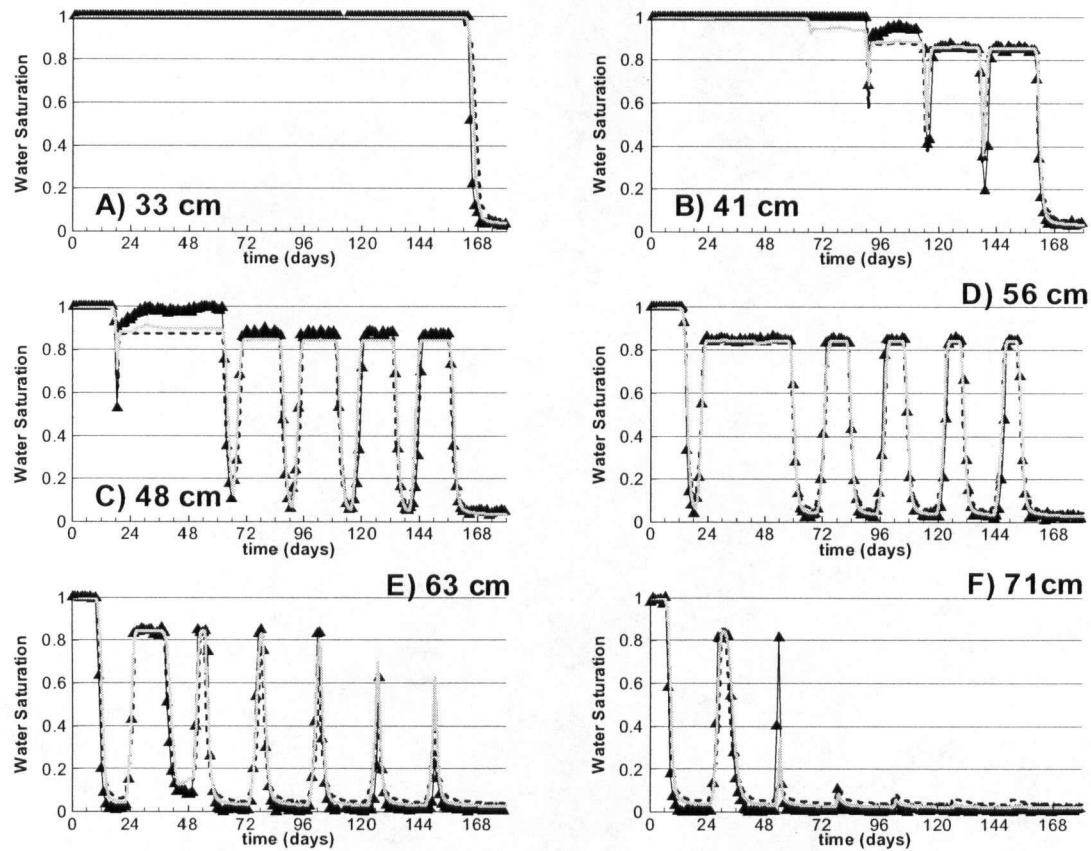 1
0.8
0.6
0.4
0.2
0
Water Saturation
A) 33 cm
0 24 48 72 96 120 144 168
time (days)
1
0.8
0.6
0.4
0.2
0
Water Saturation
B) 41 cm
0 24 48 72 96 120 144 168
time (days)
1
0.8
0.6
0.4
0.2
0
Water Saturation
C) 48 cm
0 24 48 72 96 120 144 168
time (days)
D) 56 cm
1
0.8
0.6
0.4
0.2
0
Water Saturation
0 24 48 72 96 120 144 168
time (days)
E) 63 cm
1
0.8
0.6
0.4
0.2
0
Water Saturation
0 24 48 72 96 120 144 168
time (days)
F) 71cm
1
0.8
0.6
0.4
0.2
0
Water Saturation
0 24 48 72 96 120 144 168
time (days)